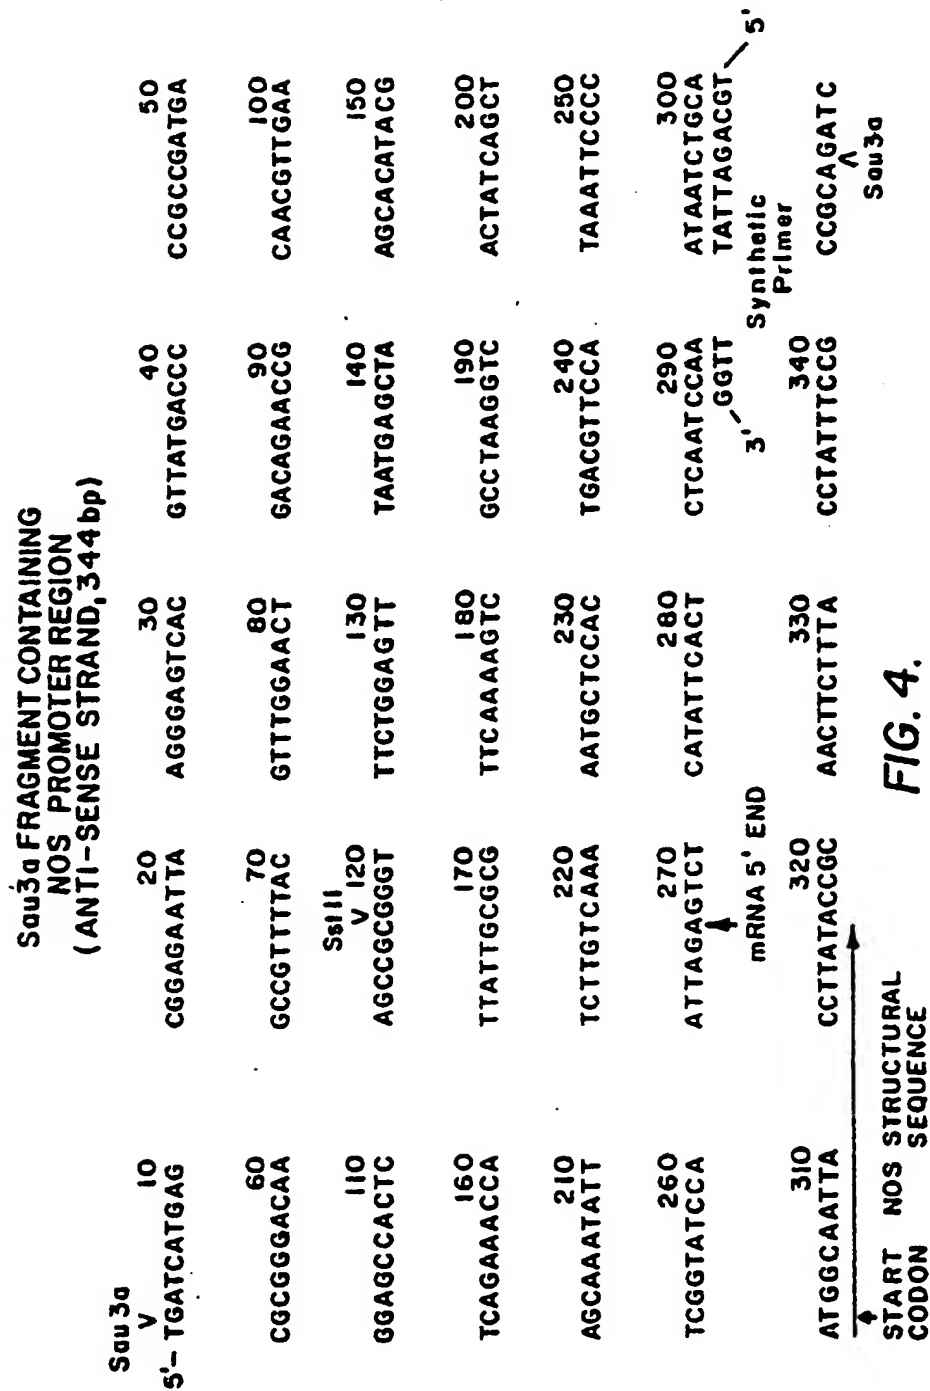 Sau3a FRAGMENT CONTAINING
NOS PROMOTER REGION
(ANTI-SENSE STRAND, 344 bp)
Sau3a
V 10 20 30 40 50
5'-TGATCATGAG CGGAGAATTA AGGGAGTCAC GTTATGACCC CCGCCGATGA
60 70 80 90 100
CGCGGGACAA GCCGTTTTAC GTTTGGAACT GACAGAACCG CAACGTTGAA
SstII
110 V 120 130 140 150
GGAGCCACTC AGCCGCGGGT TTCTGGAGTT TAATGAGCTA AGCACATACG
160 170 180 190 200
TCAGAAACCA TTATTGCGCG TTCAAAAGTC GCCTAAGGTC ACTATCAGCT
210 220 230 240 250
AGCAAATATT TCTTGTCAAA AATGCTCCAC TGACGTTCCA TAAATTCCCC
260 270 280 290 300
TCGGTATCCA ATTAGAGTCT CATATTCACT CTCAATCCAA ATAATCTGCA
GGTT TATTAGACGT
3' 5'
mRNA 5' END
Synthetic
Primer
310 320 330 340
ATGGCAATTA CCTTATACCGC AACTTCTTTA CCTATTTCCG CCGCAGATC
Λ
Sau3a
START NOS STRUCTURAL
CODON SEQUENCE
FIG. 4.